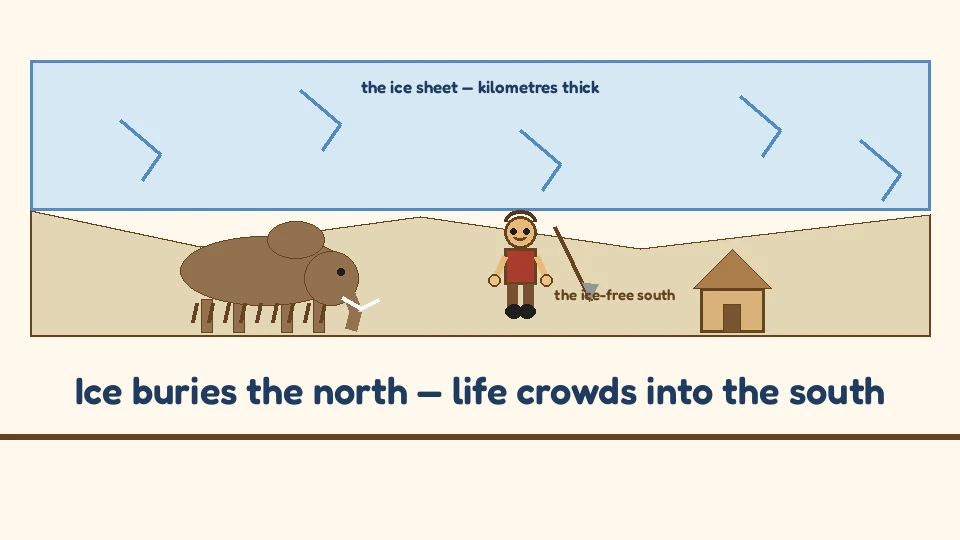 the ice sheet — kilometres thick
the ice-free south
Ice buries the north — life crowds into the south